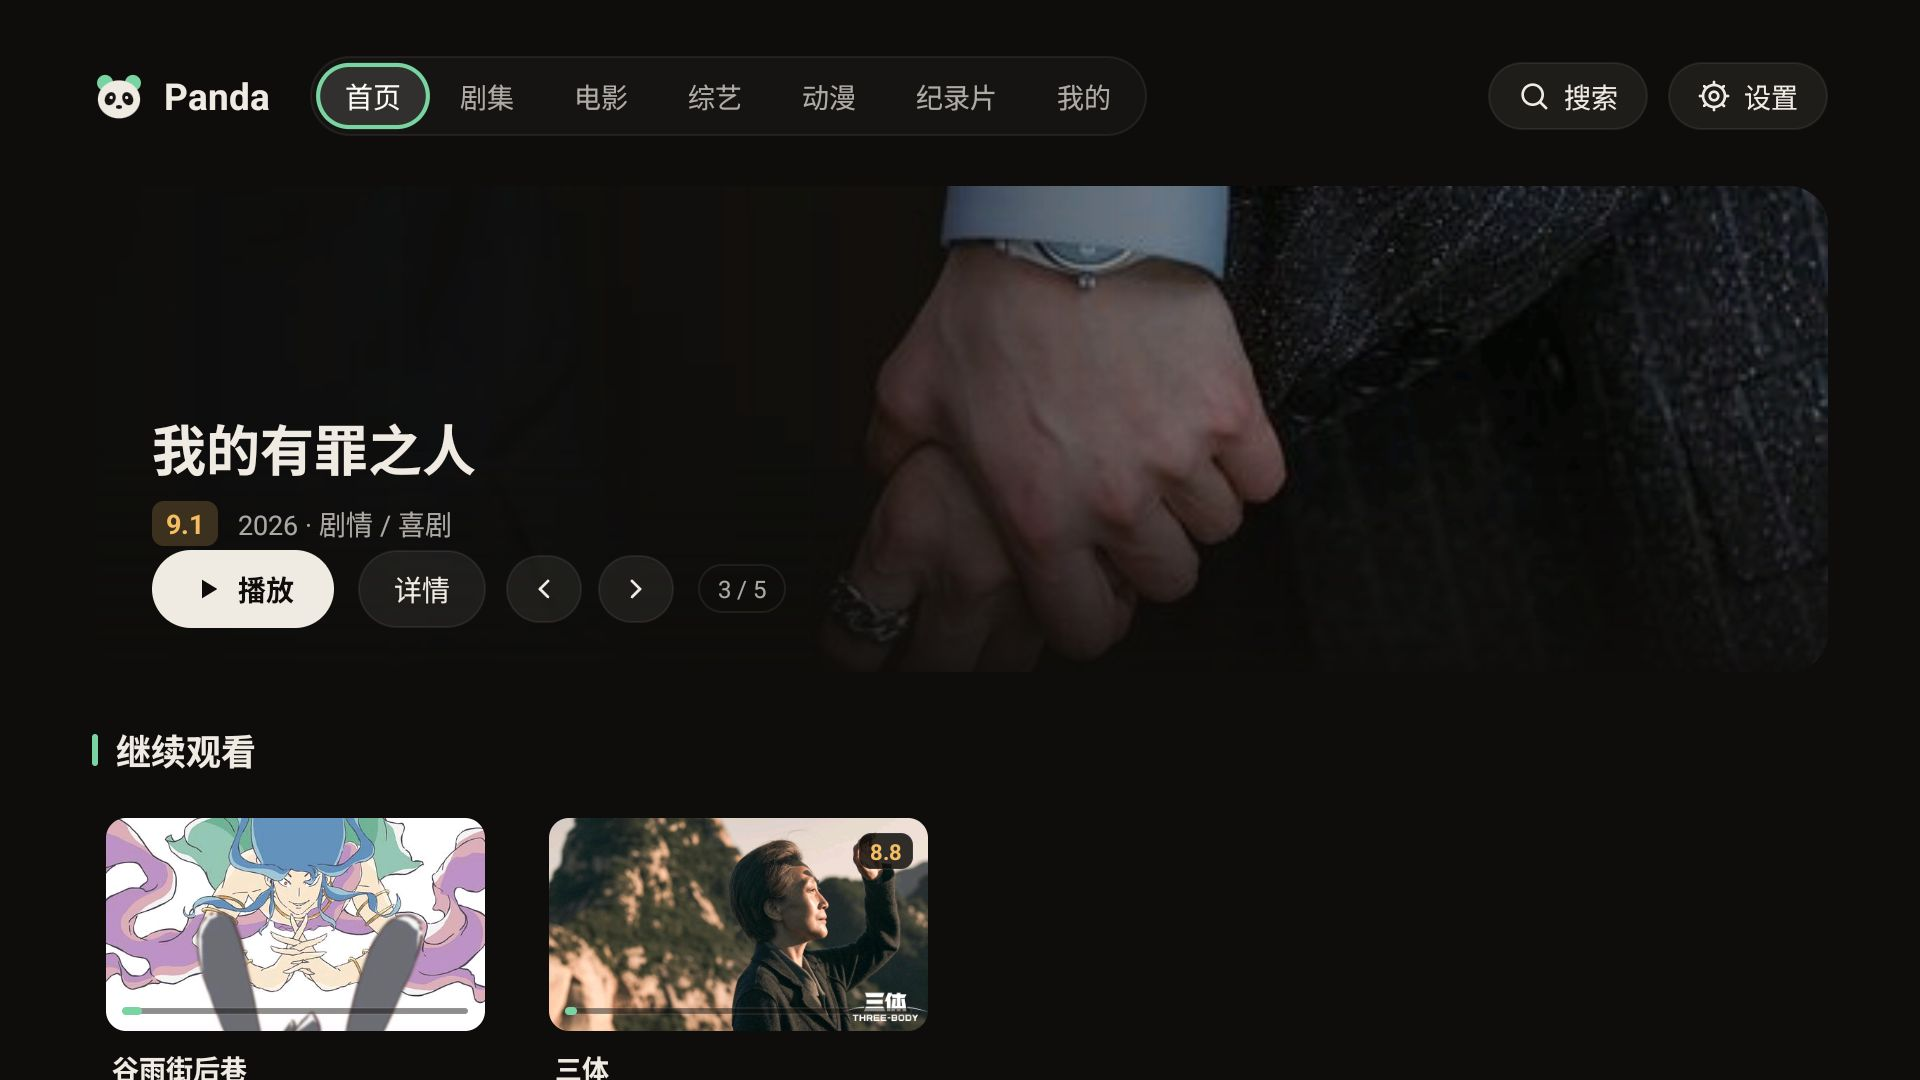 Panda
首页
剧集
电影
综艺
动漫
纪录片
我的
搜索
设置
我的有罪之人
9.1 2026 · 剧情 / 喜剧
播放
详情
3 / 5
继续观看
8.8
三体
THREE-BODY
谷雨街后巷
三体